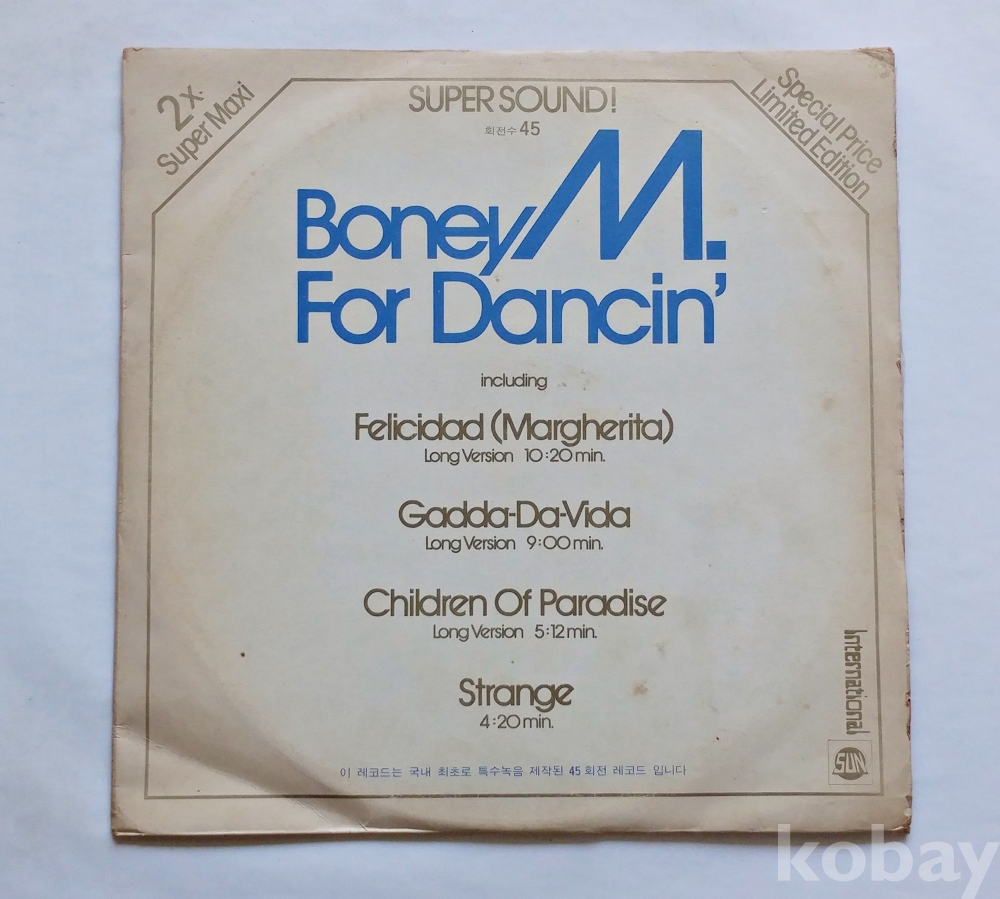 2x
Super Maxi
SUPER SOUND!
회전수 45
Special Price
Limited Edition
Boney M.
For Dancin'
including
Felicidad (Margherita)
Long Version 10:20 min.
Gadda-Da-Vida
Long Version 9:00 min.
Children Of Paradise
Long Version 5:12 min.
Strange
4:20 min.
International
SUN
이 레코드는 국내 최초로 특수녹음 제작된 45 회전 레코드 입니다
kobay